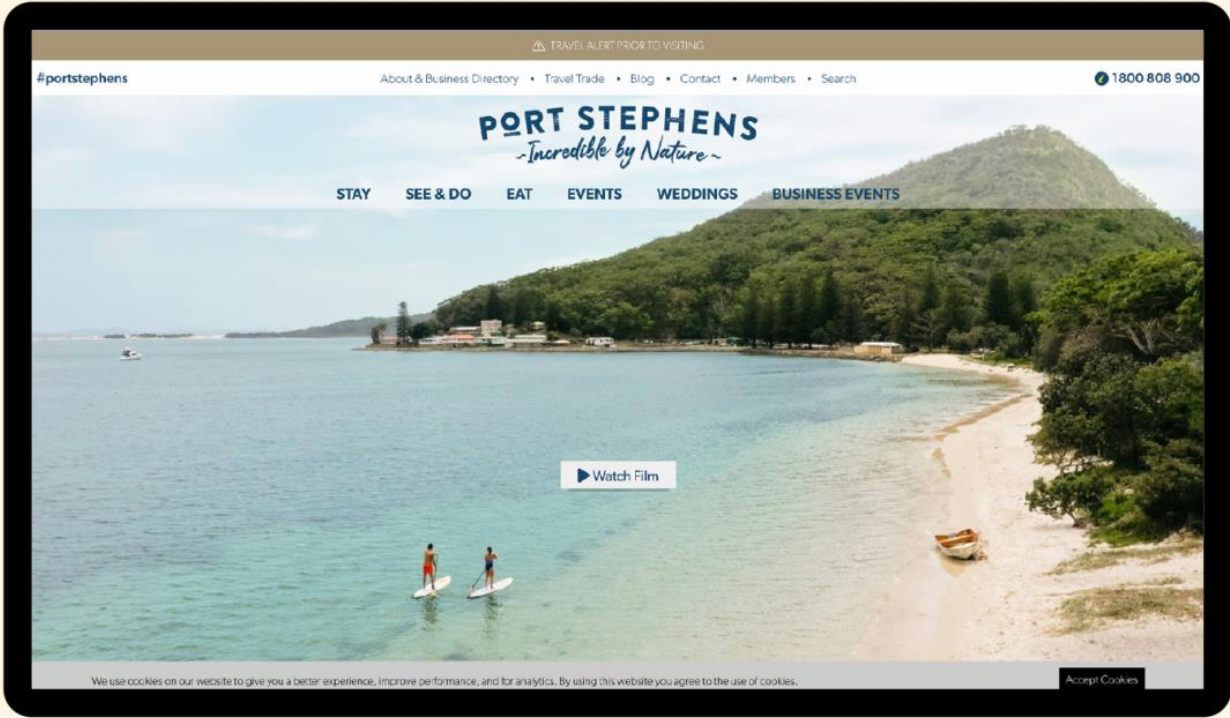 TRAVEL ALERT PRIOR TO VISITING
#portstephens
About & Business Directory • Travel Trade • Blog • Contact • Members • Search
1800 808 900
PORT STEPHENS
~Incredible by Nature~
STAY SEE & DO EAT EVENTS WEDDINGS BUSINESS EVENTS
Watch Film
We use cookies on our website to give you a better experience, improve performance, and for analytics. By using this website you agree to the use of cookies.
Accept Cookies